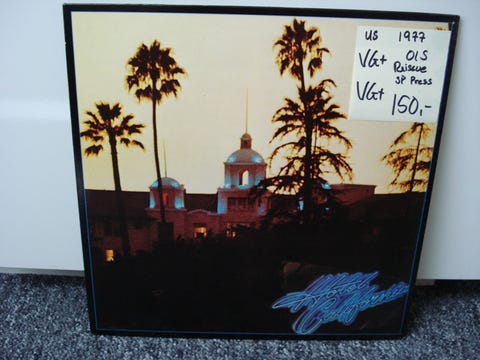 US 1977
VG+ OIS
Reissue
SP Press
VG+ 150,-
Hotel
California